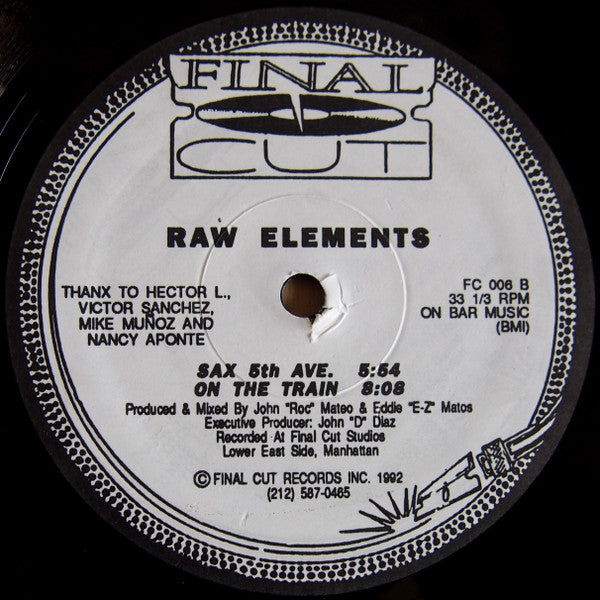 FINAL
CUT
RAW ELEMENTS
THANX TO HECTOR L.,
VICTOR SANCHEZ,
MIKE MUÑOZ AND
NANCY APONTE
FC 006 B
33 1/3 RPM
ON BAR MUSIC
(BMI)
SAX 5th AVE. 5:54
ON THE TRAIN 8:08
Produced & Mixed By John "Roc" Mateo & Eddie "E-Z" Matos
Executive Producer: John "D" Diaz
Recorded At Final Cut Studios
Lower East Side, Manhattan
©FINAL CUT RECORDS INC. 1992
(212) 587-0465